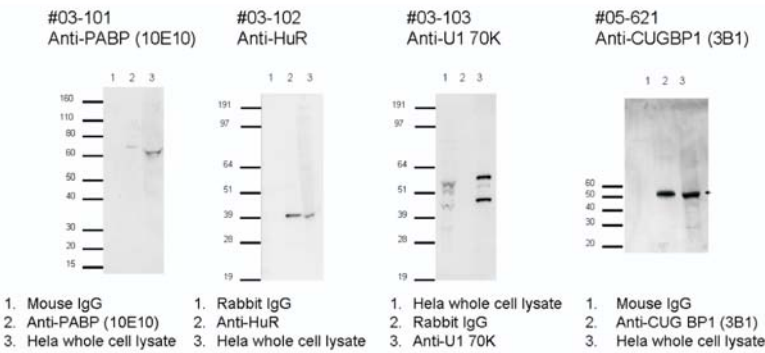 #03-101
Anti-PABP (10E10)
1 2 3
160
110
80
60
50
40
30
20
15
1. Mouse IgG
2. Anti-PABP (10E10)
3. Hela whole cell lysate
#03-102
Anti-HuR
1 2 3
191
97
64
51
39
28
19
1. Rabbit IgG
2. Anti-HuR
3. Hela whole cell lysate
#03-103
Anti-U1 70K
1 2 3
191
97
64
51
39
28
19
1. Hela whole cell lysate
2. Rabbit IgG
3. Anti-U1 70K
#05-621
Anti-CUGBP1 (3B1)
1 2 3
60
50
40
30
20
1. Mouse IgG
2. Anti-CUG BP1 (3B1)
3. Hela whole cell lysate